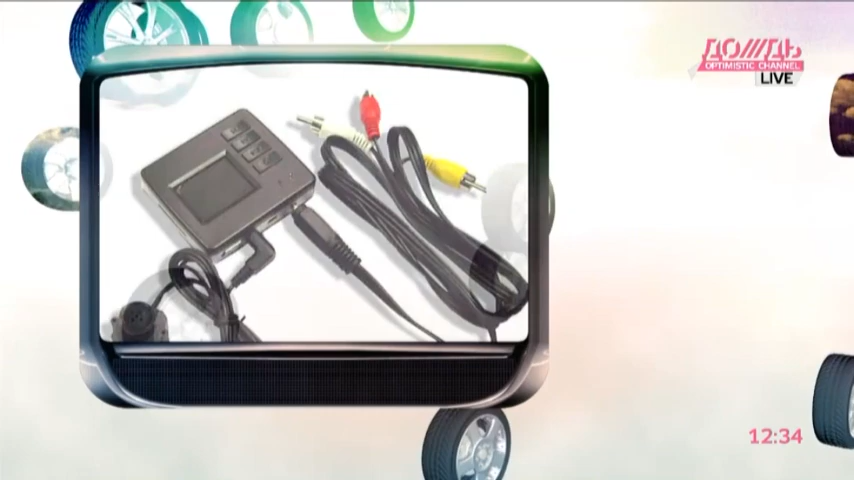 ДОЖДЬ
OPTIMISTIC CHANNEL
LIVE
12:34